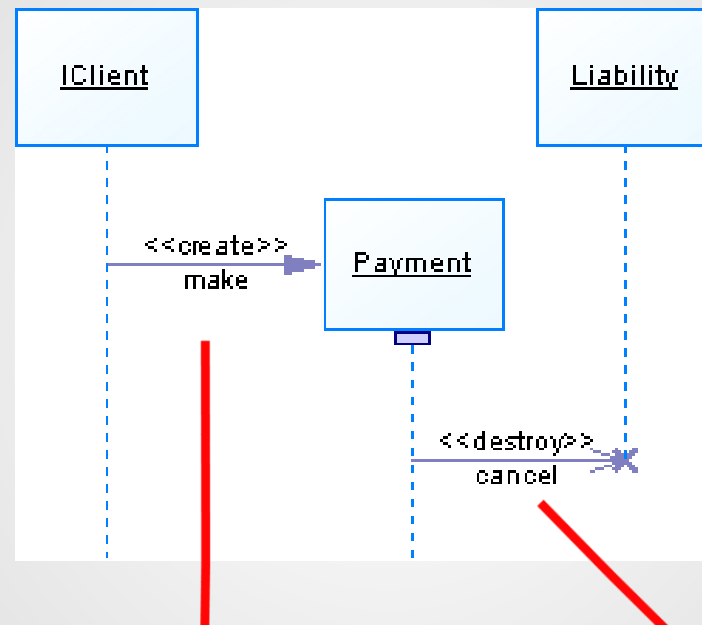 IClient
Liability
<<create>>
make
Payment
<<destroy>>
cancel